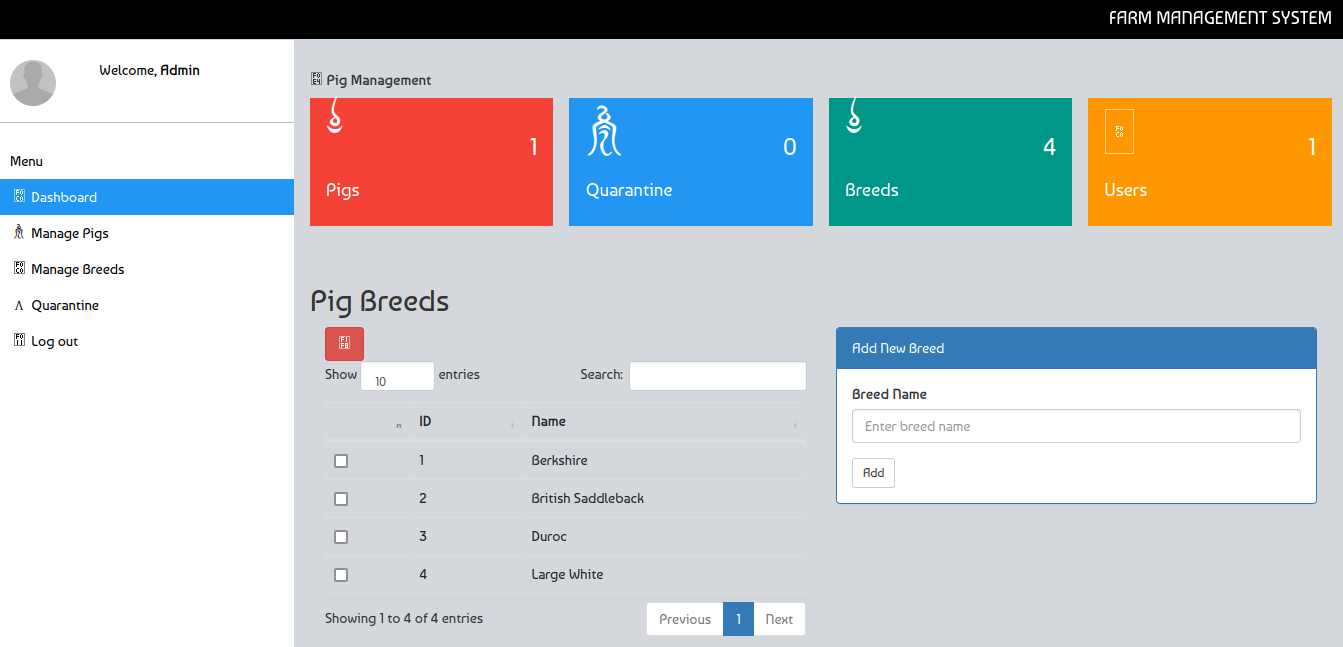 FARM MANAGEMENT SYSTEM
Welcome, Admin
Menu
Dashboard
Manage Pigs
Manage Breeds
Quarantine
Log out
Pig Management
1
Pigs
0
Quarantine
4
Breeds
1
Users
Pig Breeds
Show 10 entries
Search:
ID Name
1 Berkshire
2 British Saddleback
3 Duroc
4 Large White
Showing 1 to 4 of 4 entries
Previous 1 Next
Add New Breed
Breed Name
Enter breed name
Add